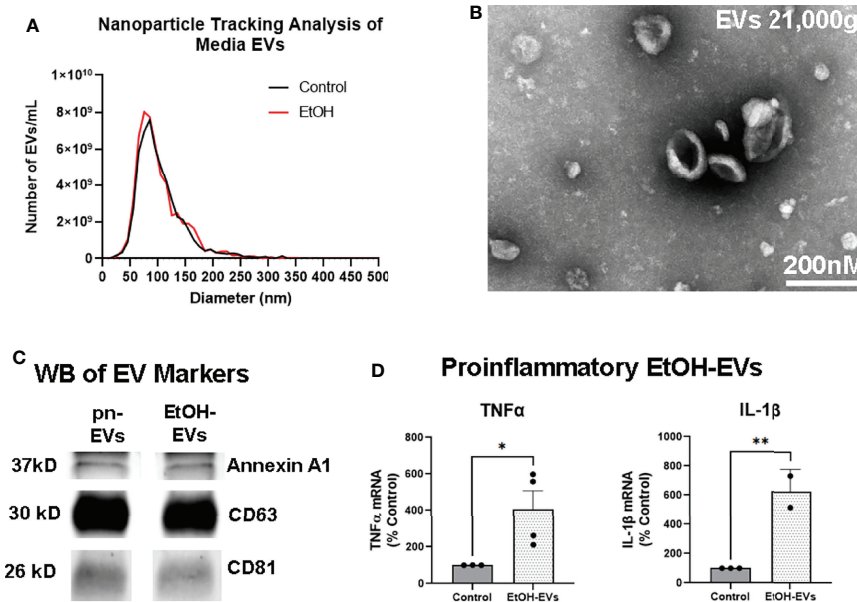 A
Nanoparticle Tracking Analysis of
Media EVs
Number of EVs/mL
1×10¹⁰
8×10⁹
6×10⁹
4×10⁹
2×10⁹
0
Control
EtOH
0 50 100 150 200 250 300 350 400 450 500
Diameter (nm)
B
EVs 21,000g
200nM
C
WB of EV Markers
pn-
EVs
EtOH-
EVs
37kD
Annexin A1
30 kD
CD63
26 kD
CD81
D
Proinflammatory EtOH-EVs
TNFα
TNFα mRNA
(% Control)
800
600
400
200
0
*
Control EtOH-EVs
IL-1β
IL-1β mRNA
(% Control)
1000
800
600
400
200
0
**
Control EtOH-EVs